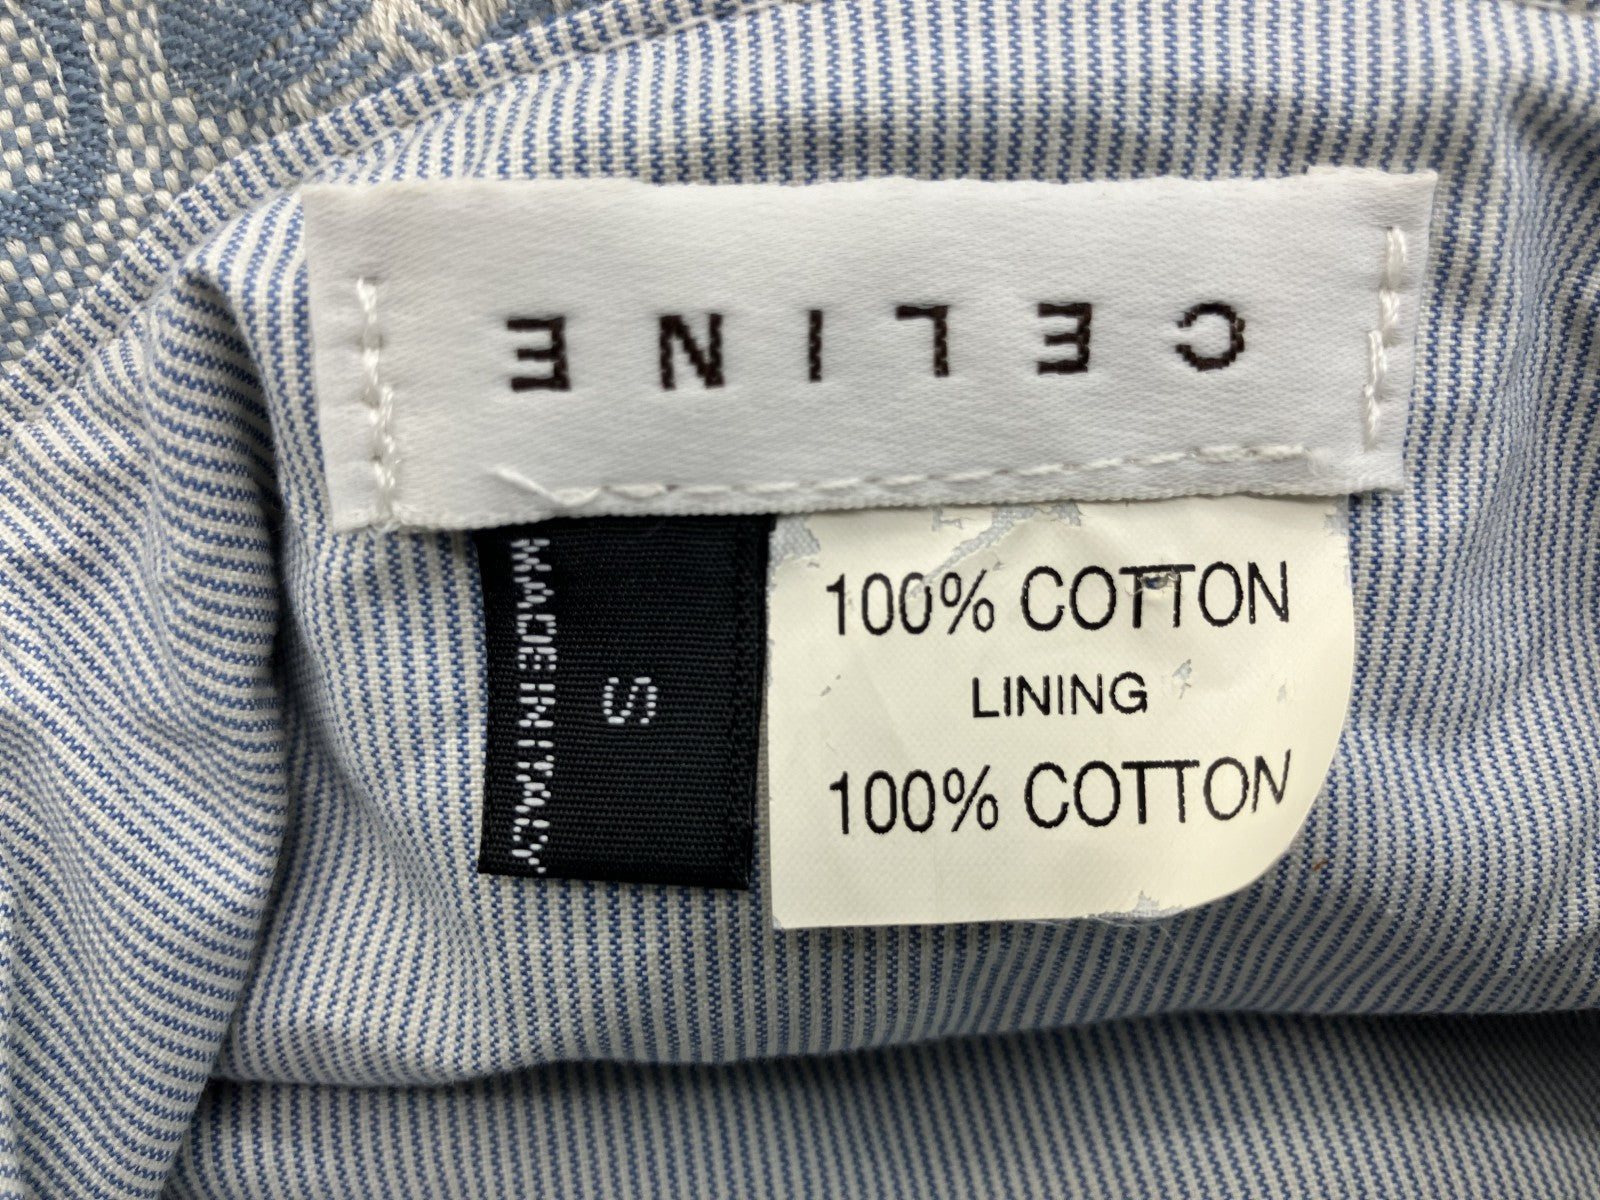 CELINE
MADE IN ITALY
S
100% COTTON
LINING
100% COTTON